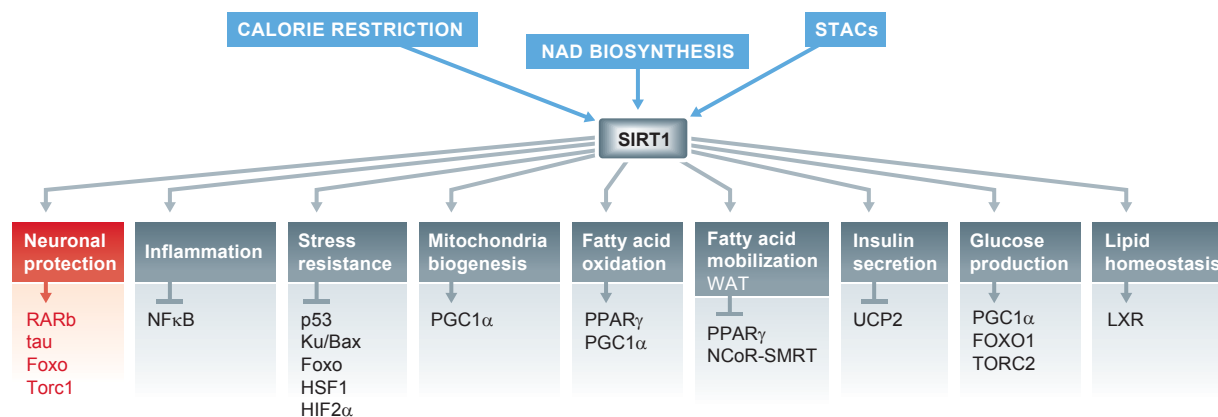 CALORIE RESTRICTION
NAD BIOSYNTHESIS
STACs
SIRT1
Neuronal
protection
RARb
tau
Foxo
Torc1
Inflammation
NFκB
Stress
resistance
p53
Ku/Bax
Foxo
HSF1
HIF2α
Mitochondria
biogenesis
PGC1α
Fatty acid
oxidation
PPARγ
PGC1α
Fatty acid
mobilization
WAT
PPARγ
NCoR-SMRT
Insulin
secretion
UCP2
Glucose
production
PGC1α
FOXO1
TORC2
Lipid
homeostasis
LXR